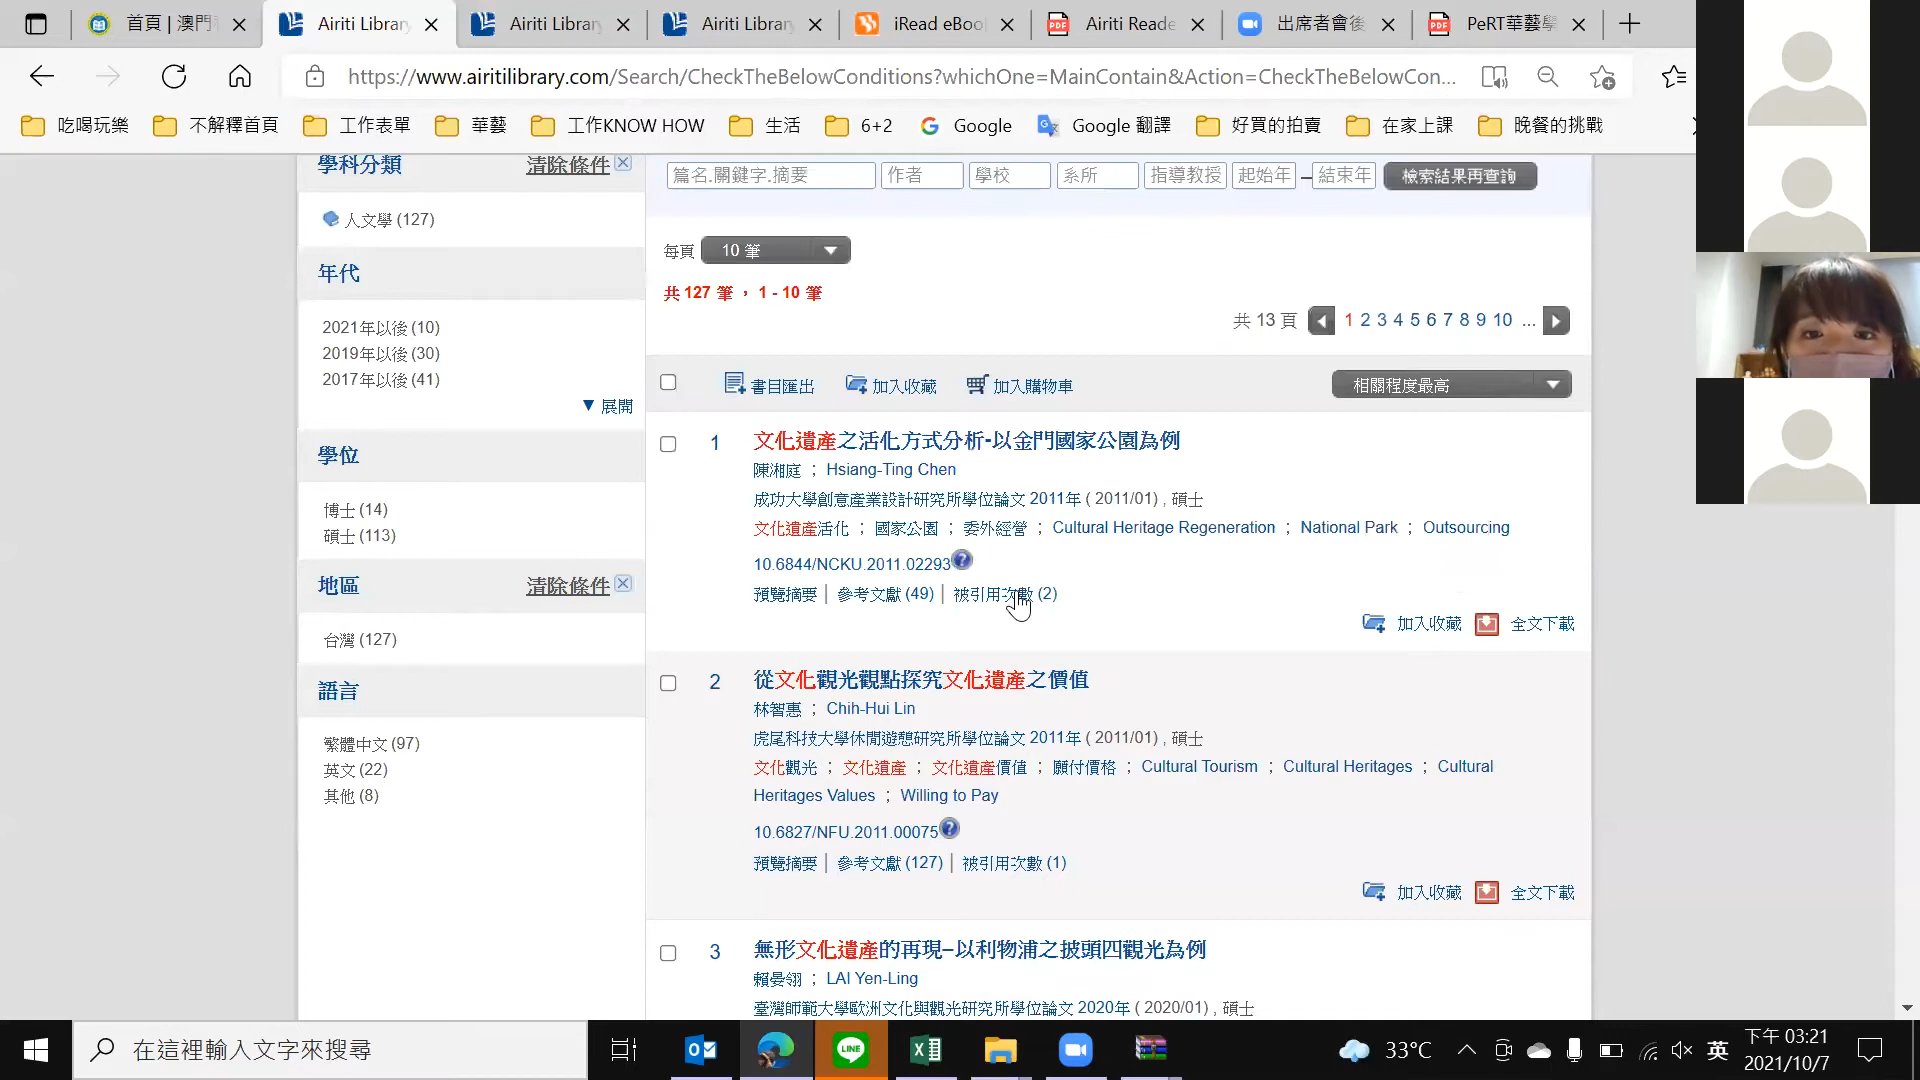 首頁 | 澳門
Airiti Library
Airiti Library
Airiti Library
iRead eBoo
Airiti Reade
出席者會後
PeRT華藝學
https://www.airitilibrary.com/Search/CheckTheBelowConditions?whichOne=MainContain&Action=CheckTheBelowCon...
吃喝玩樂
不解釋首頁
工作表單
華藝
工作KNOW HOW
生活
6+2
Google
Google 翻譯
好買的拍賣
在家上課
晚餐的挑戰
學科分類 清除條件
人文學 (127)
年代
2021年以後 (10)
2019年以後 (30)
2017年以後 (41)
▼ 展開
學位
博士 (14)
碩士 (113)
地區 清除條件
台灣 (127)
語言
繁體中文 (97)
英文 (22)
其他 (8)
篇名.關鍵字.摘要 作者 學校 系所 指導教授 起始年 – 結束年 檢索結果再查詢
每頁 10 筆
共 127 筆 , 1 - 10 筆
共 13 頁 1 2 3 4 5 6 7 8 9 10 ...
書目匯出 加入收藏 加入購物車 相關程度最高
1 文化遺產之活化方式分析-以金門國家公園為例
陳湘庭 ; Hsiang-Ting Chen
成功大學創意產業設計研究所學位論文 2011年 ( 2011/01) , 碩士
文化遺產活化 ; 國家公園 ; 委外經營 ; Cultural Heritage Regeneration ; National Park ; Outsourcing
10.6844/NCKU.2011.02293
預覽摘要 | 參考文獻 (49) | 被引用次數 (2)
加入收藏 全文下載
2 從文化觀光觀點探究文化遺產之價值
林智惠 ; Chih-Hui Lin
虎尾科技大學休閒遊憩研究所學位論文 2011年 ( 2011/01) , 碩士
文化觀光 ; 文化遺產 ; 文化遺產價值 ; 願付價格 ; Cultural Tourism ; Cultural Heritages ; Cultural
Heritages Values ; Willing to Pay
10.6827/NFU.2011.00075
預覽摘要 | 參考文獻 (127) | 被引用次數 (1)
加入收藏 全文下載
3 無形文化遺產的再現–以利物浦之披頭四觀光為例
賴晏翎 ; LAI Yen-Ling
臺灣師範大學歐洲文化與觀光研究所學位論文 2020年 ( 2020/01) , 碩士
在這裡輸入文字來搜尋
LINE
33°C
英
下午 03:21
2021/10/7